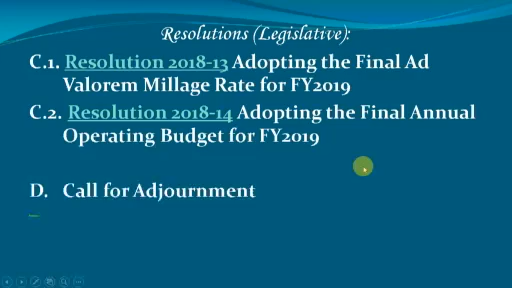 Resolutions (Legislative):
C.1. Resolution 2018-13 Adopting the Final Ad
Valorem Millage Rate for FY2019
C.2. Resolution 2018-14 Adopting the Final Annual
Operating Budget for FY2019
D. Call for Adjournment